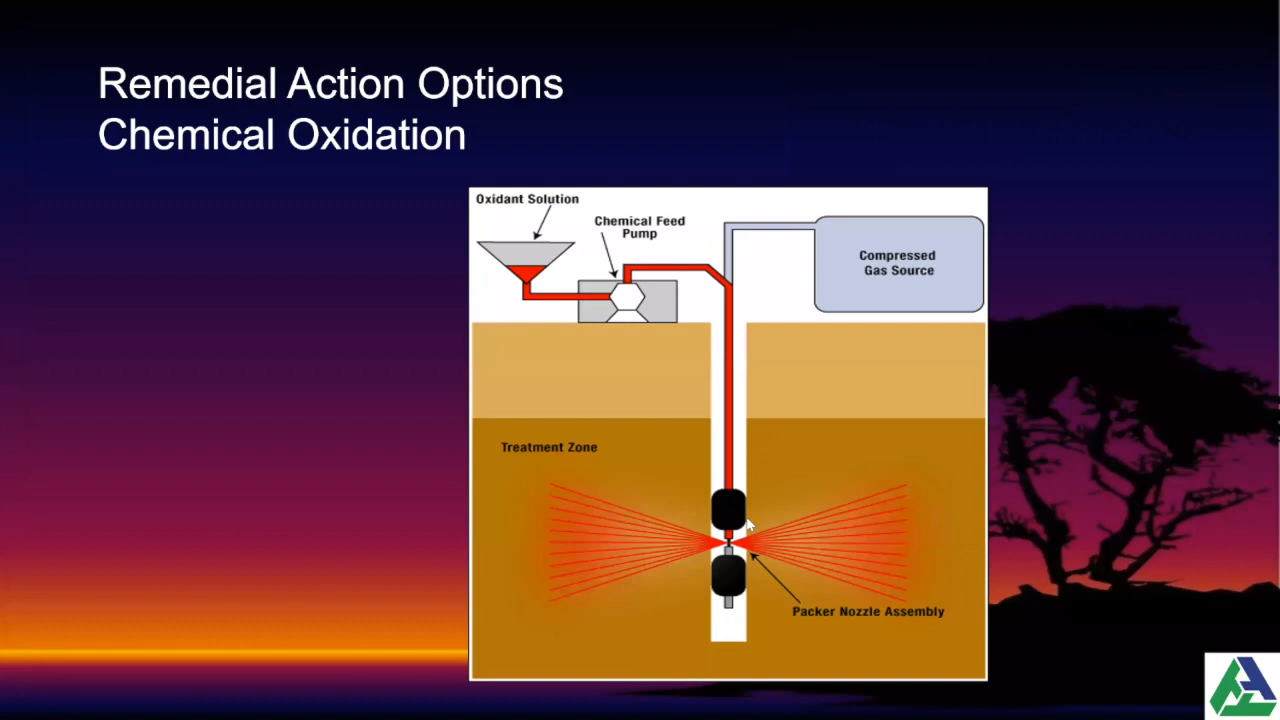 Remedial Action Options
Chemical Oxidation
Oxidant Solution
Chemical Feed
Pump
Compressed
Gas Source
Treatment Zone
Packer Nozzle Assembly